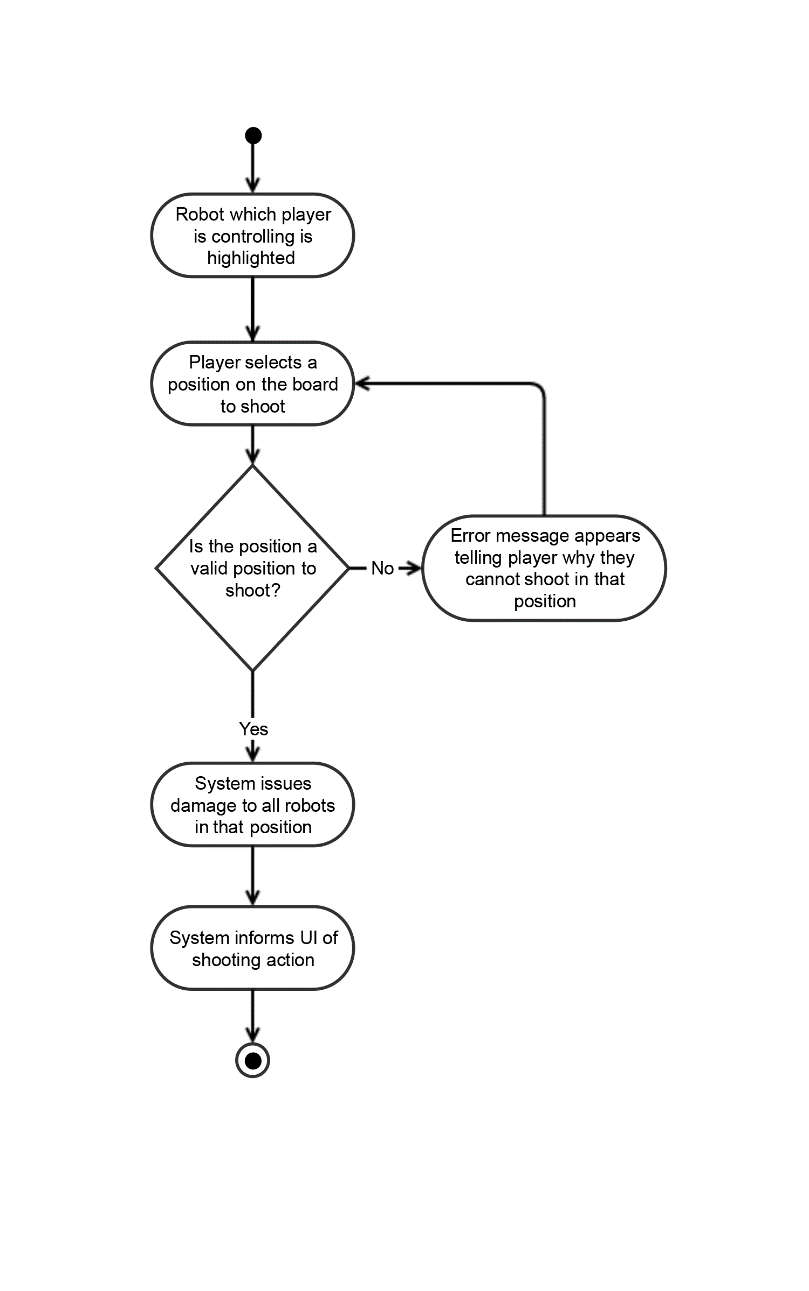 Robot which player
is controlling is
highlighted
Player selects a
position on the board
to shoot
Is the position a
valid position to
shoot?
No
Error message appears
telling player why they
cannot shoot in that
position
Yes
System issues
damage to all robots
in that position
System informs UI of
shooting action